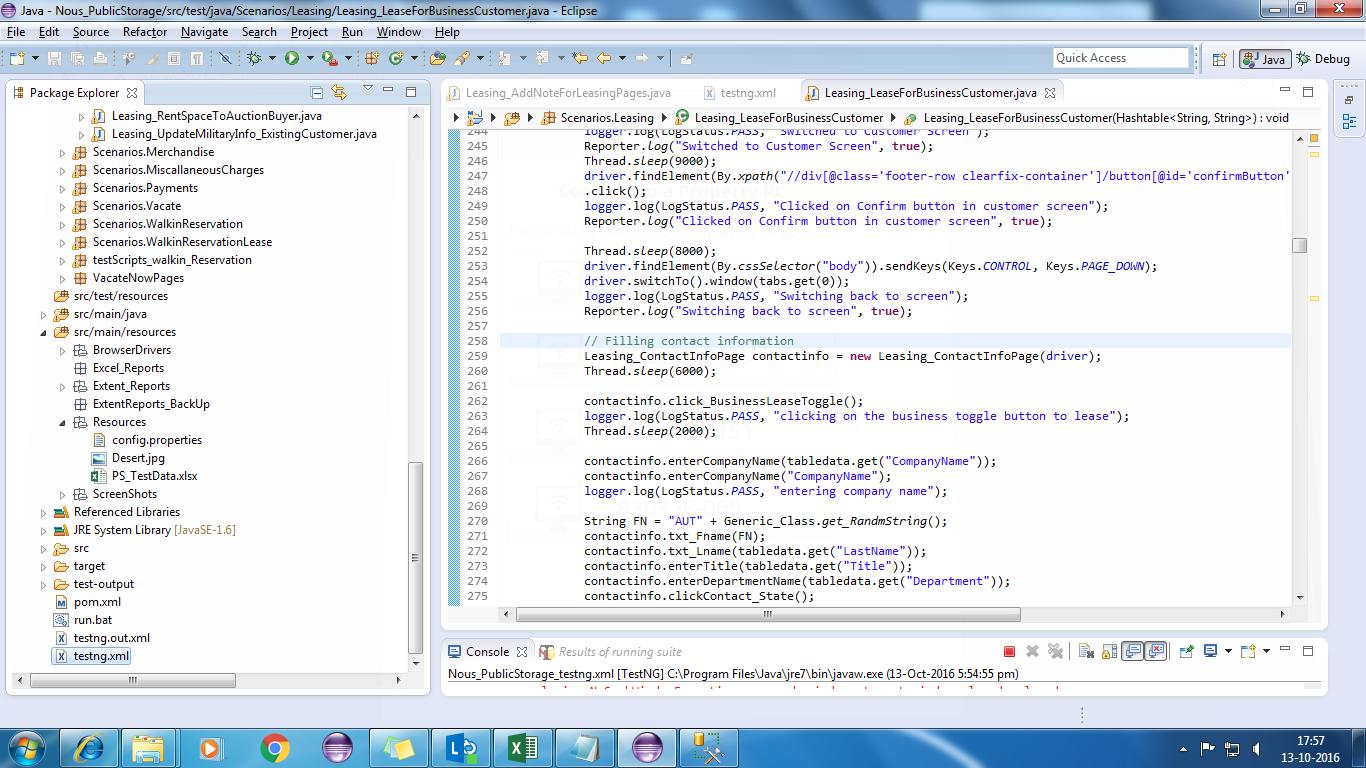 Java - Nous_PublicStorage/src/test/java/Scenarios/Leasing/Leasing_LeaseForBusinessCustomer.java - Eclipse
File Edit Source Refactor Navigate Search Project Run Window Help
Quick Access
Java
Debug
Package Explorer
Leasing_RentSpaceToAuctionBuyer.java
Leasing_UpdateMilitaryInfo_ExistingCustomer.java
Scenarios.Merchandise
Scenarios.MiscallaneousCharges
Scenarios.Payments
Scenarios.Vacate
Scenarios.WalkinReservation
Scenarios.WalkinReservationLease
testScripts_walkin_Reservation
VacateNowPages
src/test/resources
src/main/java
src/main/resources
BrowserDrivers
Excel_Reports
Extent_Reports
ExtentReports_BackUp
Resources
config.properties
Desert.jpg
PS_TestData.xlsx
ScreenShots
Referenced Libraries
JRE System Library [JavaSE-1.6]
src
target
test-output
pom.xml
run.bat
testng.out.xml
testng.xml
Leasing_AddNoteForLeasingPages.java
testng.xml
Leasing_LeaseForBusinessCustomer.java
Scenarios.Leasing
Leasing_LeaseForBusinessCustomer
Leasing_LeaseForBusinessCustomer(Hashtable<String, String>) : void
244 logger.log(LogStatus.PASS, "Switched to Customer Screen");
245 Reporter.log("Switched to Customer Screen", true);
246 Thread.sleep(9000);
247 driver.findElement(By.xpath("//div[@class='footer-row clearfix-container']/button[@id='confirmButton'
248 .click();
249 logger.log(LogStatus.PASS, "Clicked on Confirm button in customer screen");
250 Reporter.log("Clicked on Confirm button in customer screen", true);
251
252 Thread.sleep(8000);
253 driver.findElement(By.cssSelector("body")).sendKeys(Keys.CONTROL, Keys.PAGE_DOWN);
254 driver.switchTo().window(tabs.get(0));
255 logger.log(LogStatus.PASS, "Switching back to screen");
256 Reporter.log("Switching back to screen", true);
257
258 // Filling contact information
259 Leasing_ContactInfoPage contactinfo = new Leasing_ContactInfoPage(driver);
260 Thread.sleep(6000);
261
262 contactinfo.click_BusinessLeaseToggle();
263 logger.log(LogStatus.PASS, "clicking on the business toggle button to lease");
264 Thread.sleep(2000);
265
266 contactinfo.enterCompanyName(tabledata.get("CompanyName"));
267 contactinfo.enterCompanyName("CompanyName");
268 logger.log(LogStatus.PASS, "entering company name");
269
270 String FN = "AUT" + Generic_Class.get_RandmString();
271 contactinfo.txt_Fname(FN);
272 contactinfo.txt_Lname(tabledata.get("LastName"));
273 contactinfo.enterTitle(tabledata.get("Title"));
274 contactinfo.enterDepartmentName(tabledata.get("Department"));
275 contactinfo.clickContact_State();
Console
Results of running suite
Nous_PublicStorage_testng.xml [TestNG] C:\Program Files\Java\jre7\bin\javaw.exe (13-Oct-2016 5:54:55 pm)
17:57
13-10-2016